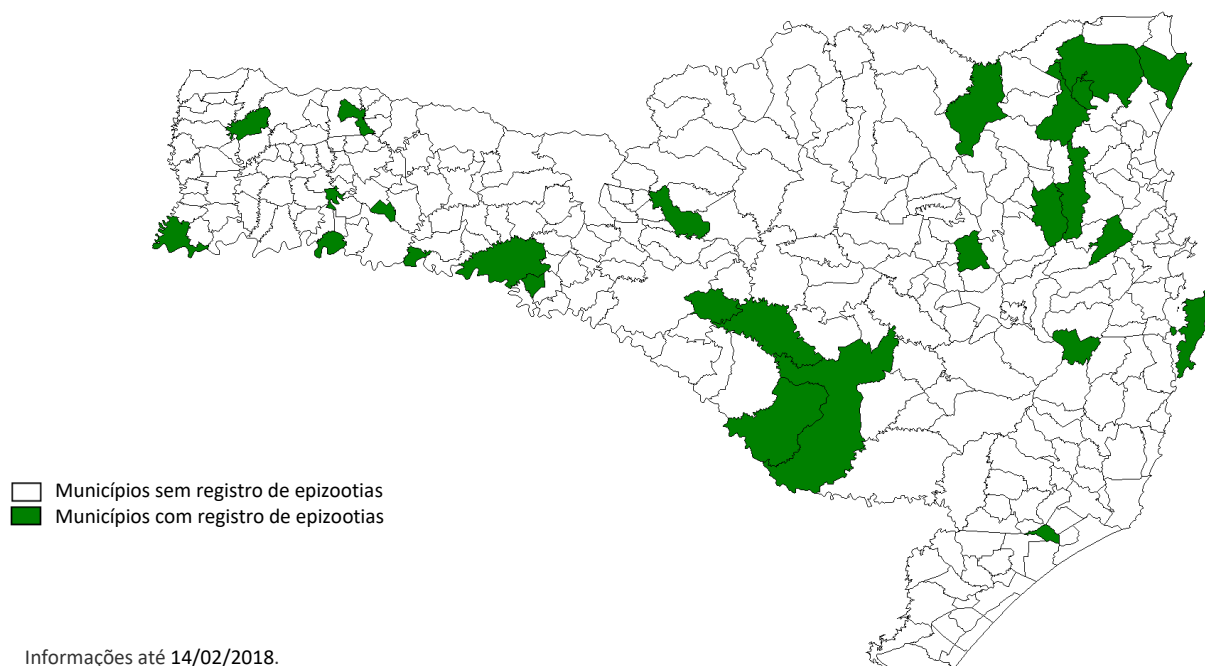 Municípios sem registro de epizootias
Municípios com registro de epizootias
Informações até 14/02/2018.